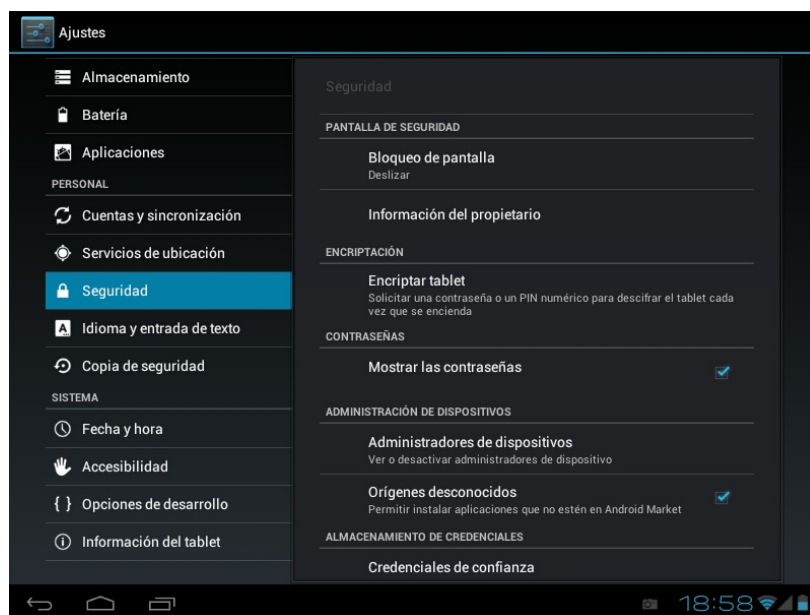 Ajustes
Almacenamiento
Batería
Aplicaciones
PERSONAL
Cuentas y sincronización
Servicios de ubicación
Seguridad
Idioma y entrada de texto
Copia de seguridad
SISTEMA
Fecha y hora
Accesibilidad
{ } Opciones de desarrollo
Información del tablet
Seguridad
PANTALLA DE SEGURIDAD
Bloqueo de pantalla
Deslizar
Información del propietario
ENCRIPTACIÓN
Encriptar tablet
Solicitar una contraseña o un PIN numérico para descifrar el tablet cada
vez que se encienda
CONTRASEÑAS
Mostrar las contraseñas
ADMINISTRACIÓN DE DISPOSITIVOS
Administradores de dispositivos
Ver o desactivar administradores de dispositivo
Orígenes desconocidos
Permitir instalar aplicaciones que no estén en Android Market
ALMACENAMIENTO DE CREDENCIALES
Credenciales de confianza
18:58